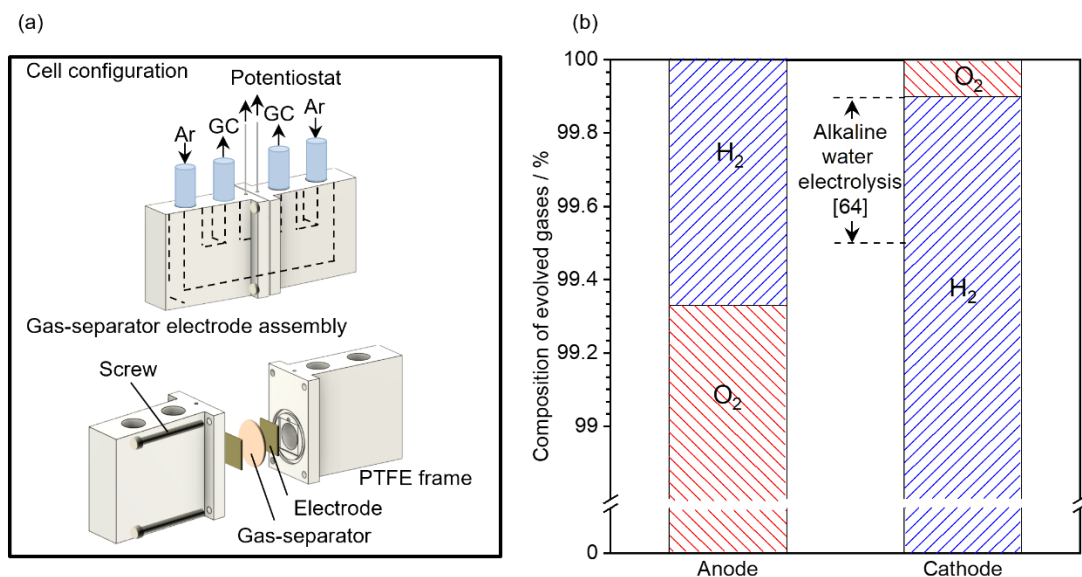 (a)
Cell configuration
Potentiostat
Ar
GC
GC
Ar
Gas-separator electrode assembly
Screw
PTFE frame
Electrode
Gas-separator
(b)
Composition of evolved gases / %
100
99.8
99.6
99.4
99.2
99
0
H2
O2
O2
H2
Alkaline
water
electrolysis
[64]
Anode
Cathode